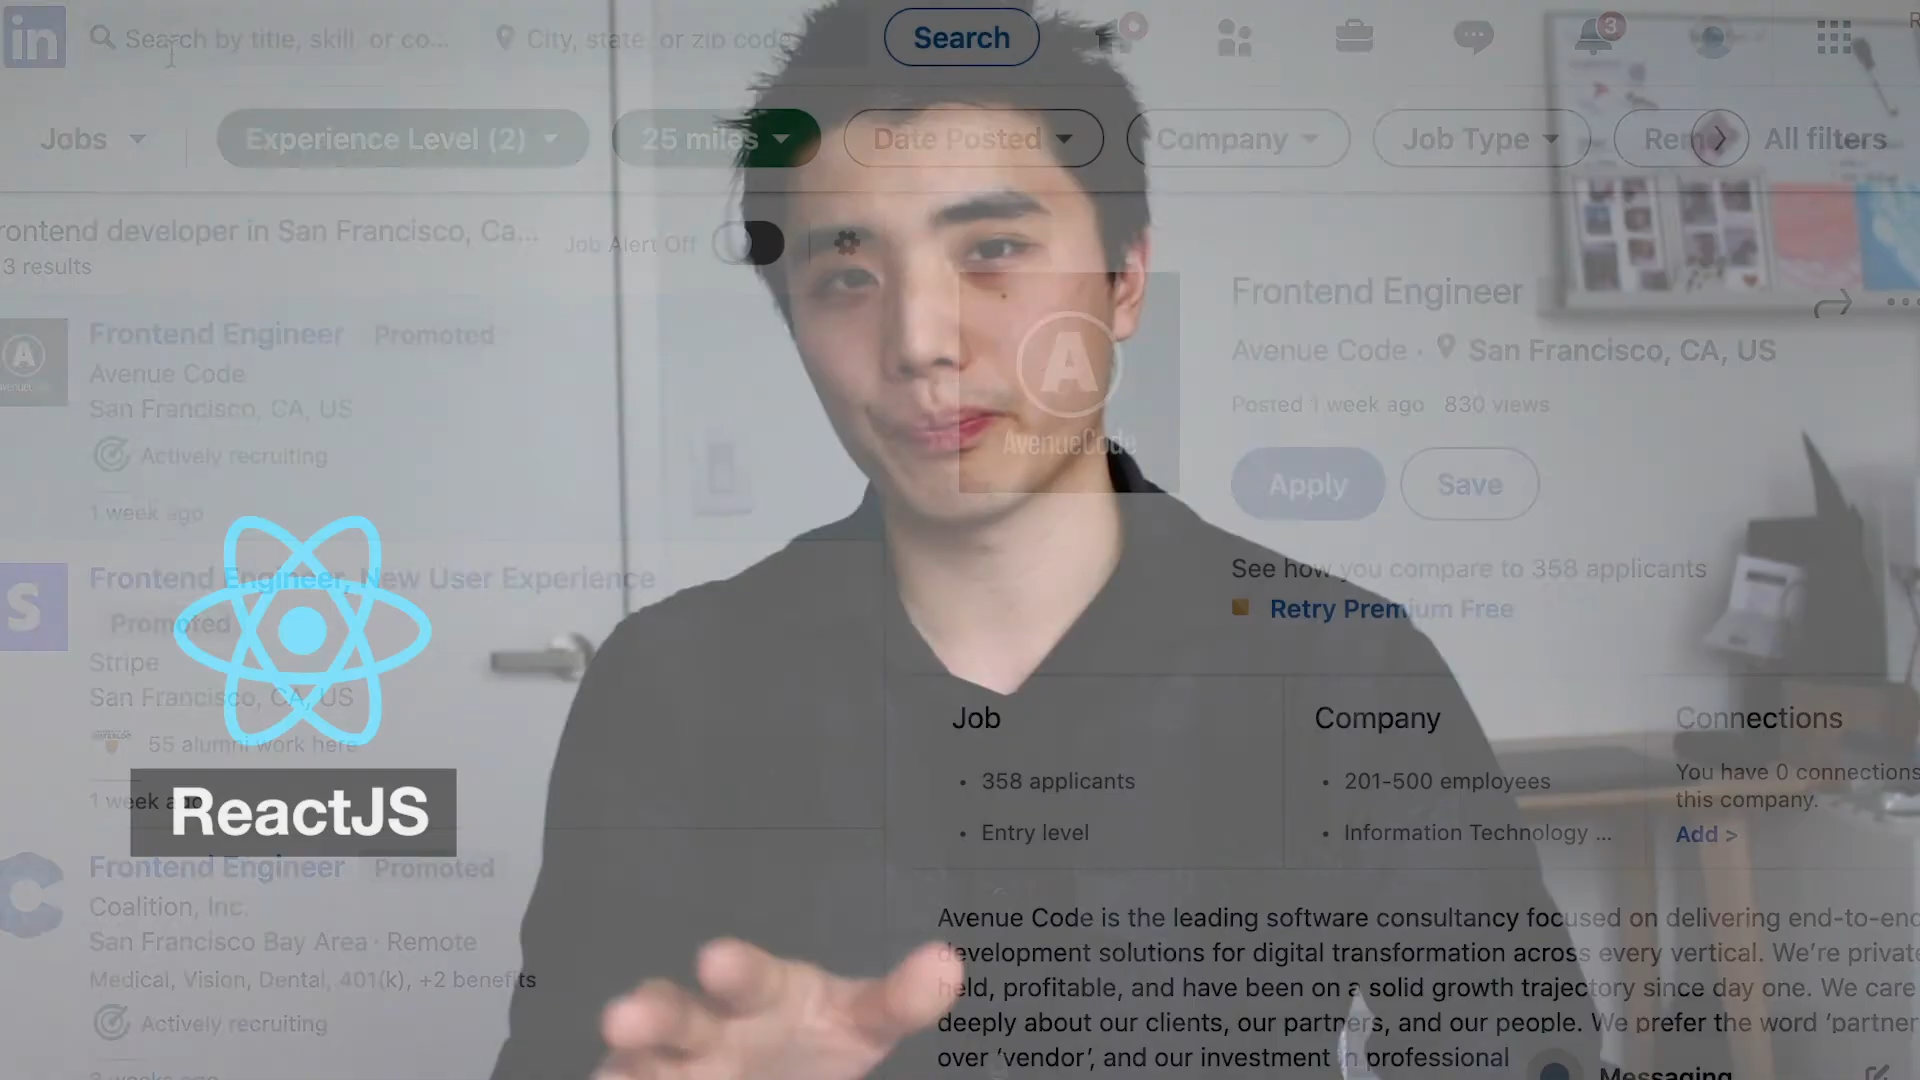 in
Search by title, skill, or co...
City, state, or zip code
Search
3
Jobs
Experience Level (2)
25 miles
Date Posted
Company
Job Type
Remo
All filters
rontend developer in San Francisco, Ca...
3 results
Job Alert Off
Frontend Engineer Promoted
Avenue Code
San Francisco, CA, US
Actively recruiting
1 week ago
Frontend Engineer, New User Experience
Promoted
Stripe
San Francisco, CA, US
55 alumni work here
1 week ago
ReactJS
Frontend Engineer Promoted
Coalition, Inc.
San Francisco Bay Area · Remote
Medical, Vision, Dental, 401(k), +2 benefits
Actively recruiting
A
AvenueCode
S
Frontend Engineer
Avenue Code · San Francisco, CA, US
Posted 1 week ago 830 views
Apply
Save
See how you compare to 358 applicants
Retry Premium Free
Job
• 358 applicants
• Entry level
Company
• 201-500 employees
• Information Technology ...
Connections
You have 0 connections
this company.
Add >
Avenue Code is the leading software consultancy focused on delivering end-to-end
development solutions for digital transformation across every vertical. We’re private
held, profitable, and have been on a solid growth trajectory since day one. We care
deeply about our clients, our partners, and our people. We prefer the word ‘partner
over ‘vendor’, and our investment in professional
Messaging